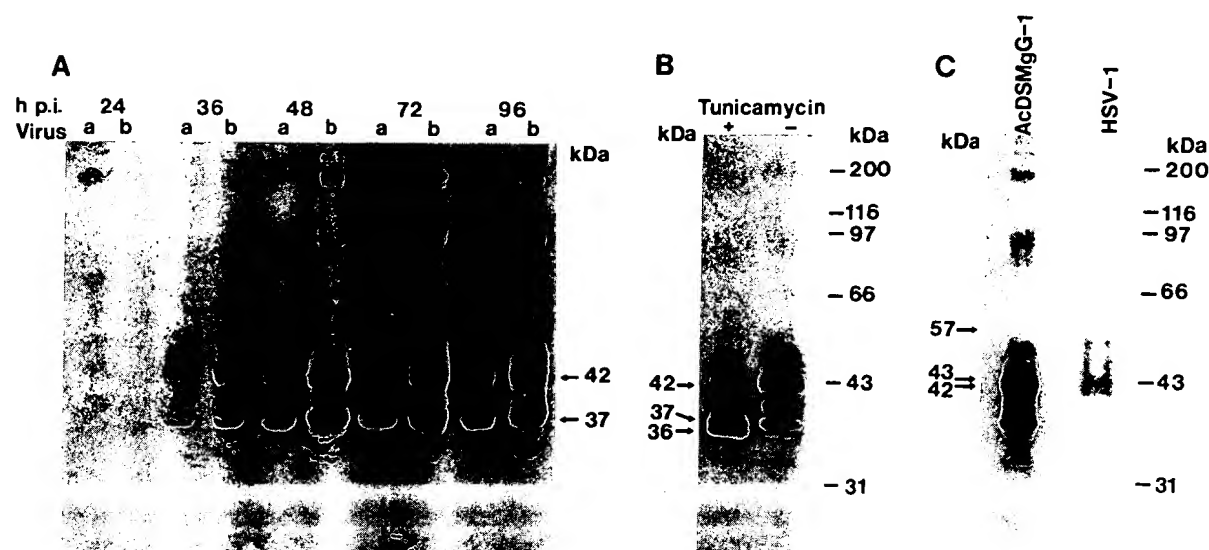 A
h p.i. 24 36 48 72 96
Virus a b a b a b a b a b
kDa
42
37
B
Tunicamycin
+ −
kDa kDa
200
116
97
66
42 43
37
36
31
C
AcDSMgG-1 HSV-1
kDa kDa
200
116
97
66
57
43
42 43
31